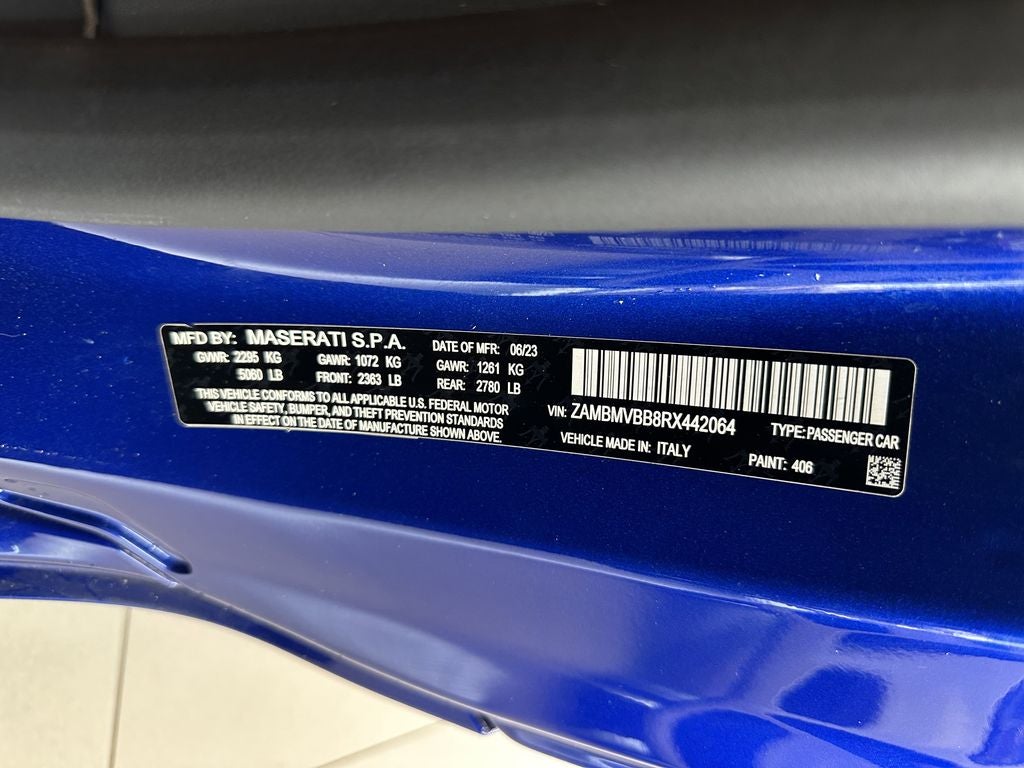 MFD BY: MASERATI S.P.A.
GVWR: 2295 KG GAWR: 1072 KG
5060 LB FRONT: 2363 LB
DATE OF MFR: 06/23
GAWR: 1261 KG
REAR: 2780 LB
THIS VEHICLE CONFORMS TO ALL APPLICABLE U.S. FEDERAL MOTOR
VEHICLE SAFETY, BUMPER, AND THEFT PREVENTION STANDARDS
IN EFFECT ON THE DATE OF MANUFACTURE SHOWN ABOVE.
VIN: ZAMBMVBB8RX442064
TYPE: PASSENGER CAR
VEHICLE MADE IN: ITALY
PAINT: 406